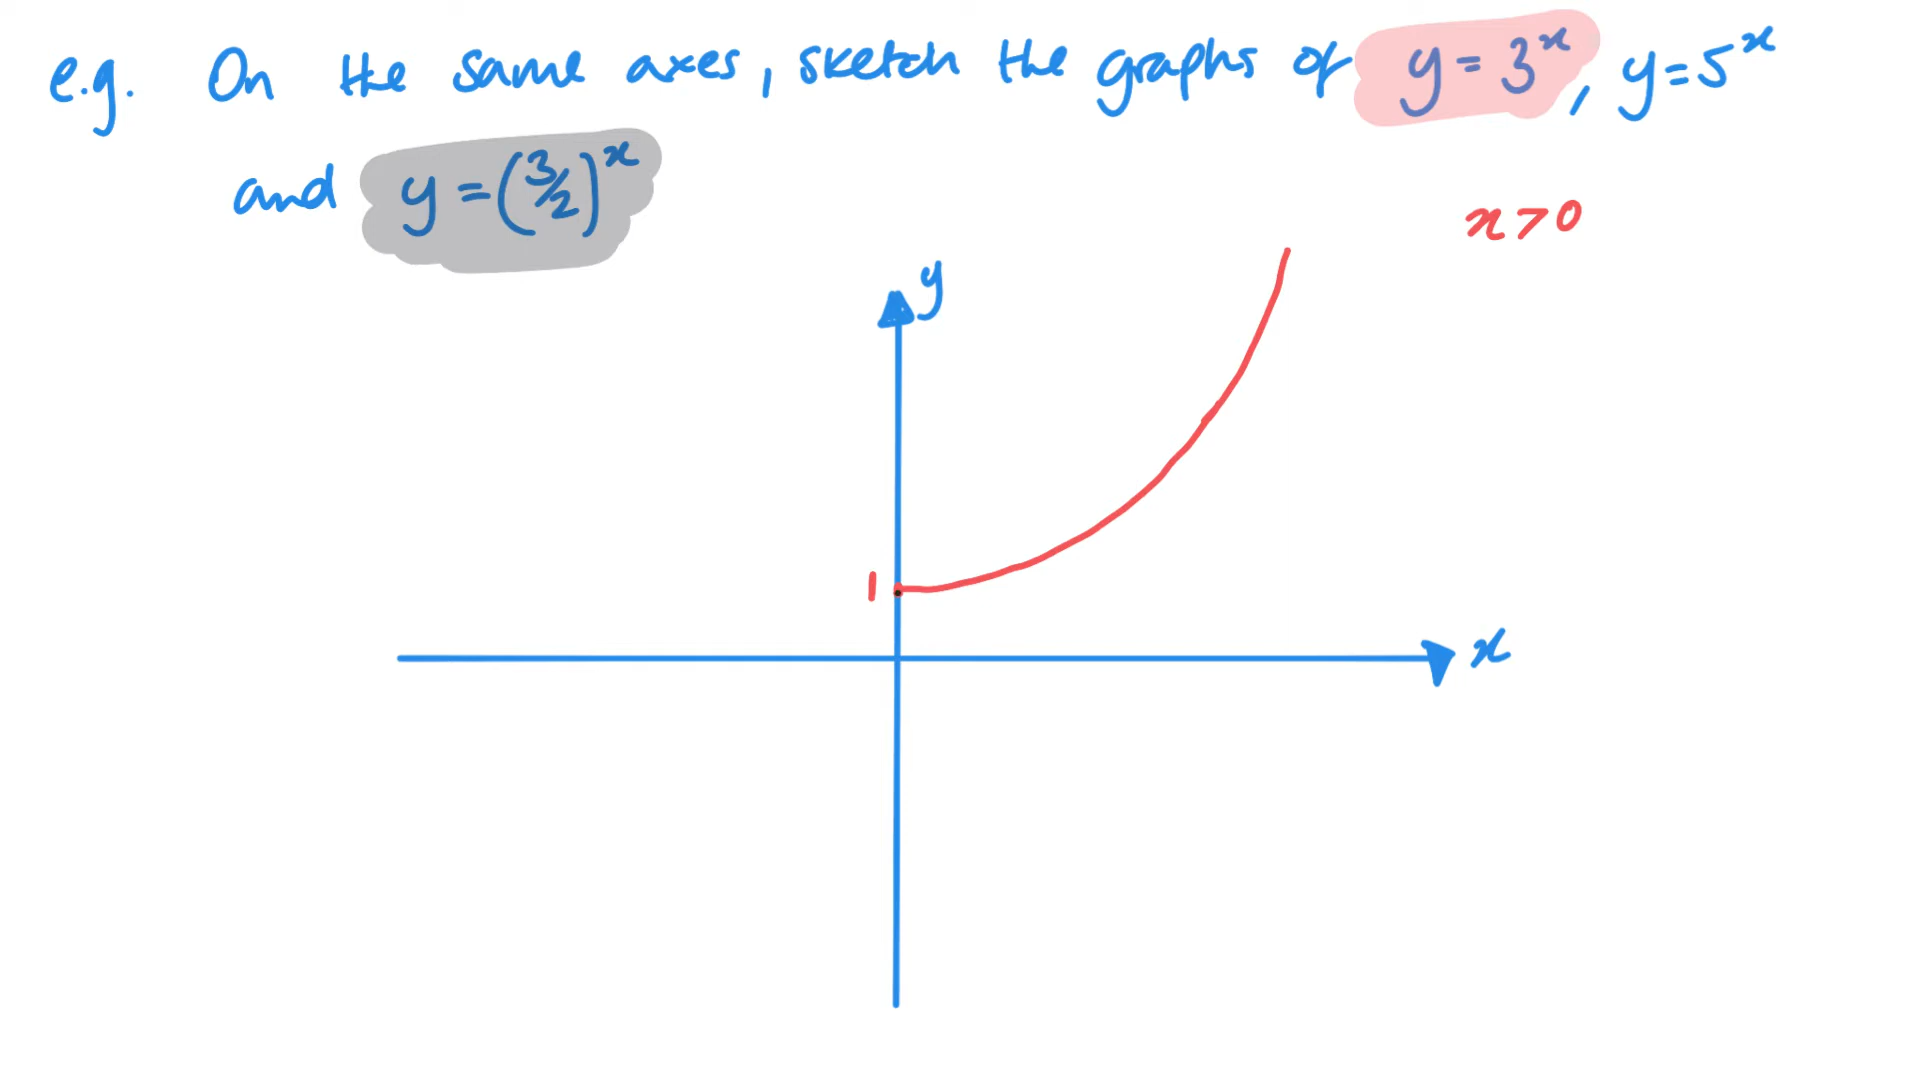 e.g. On the same axes, sketch the graphs of y = 3^x, y = 5^x
and y = (3/2)^x
x > 0
y
1
x